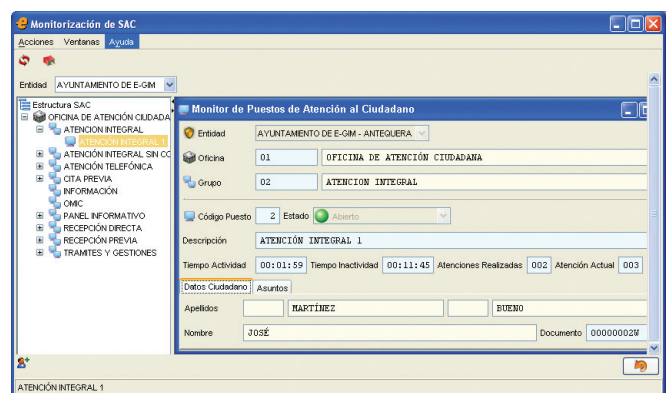 Monitorización de SAC
Acciones Ventanas Ayuda
Entidad AYUNTAMIENTO DE E-GIM
Estructura SAC
OFICINA DE ATENCIÓN CIUDADA
ATENCION INTEGRAL
ATENCIÓN INTEGRAL 1
ATENCIÓN INTEGRAL SIN CC
ATENCIÓN TELEFÓNICA
CITA PREVIA
INFORMACIÓN
OMIC
PANEL INFORMATIVO
RECEPCIÓN DIRECTA
RECEPCIÓN PREVIA
TRAMITES Y GESTIONES
Monitor de Puestos de Atención al Ciudadano
Entidad AYUNTAMIENTO DE E-GIM - ANTEQUERA
Oficina 01 OFICINA DE ATENCIÓN CIUDADANA
Grupo 02 ATENCION INTEGRAL
Código Puesto 2 Estado Abierto
Descripción ATENCIÓN INTEGRAL 1
Tiempo Actividad 00:01:59 Tiempo Inactividad 00:11:45 Atenciones Realizadas 002 Atención Actual 003
Datos Ciudadano Asuntos
Apellidos MARTÍNEZ BUENO
Nombre JOSÉ Documento 00000002W
ATENCIÓN INTEGRAL 1